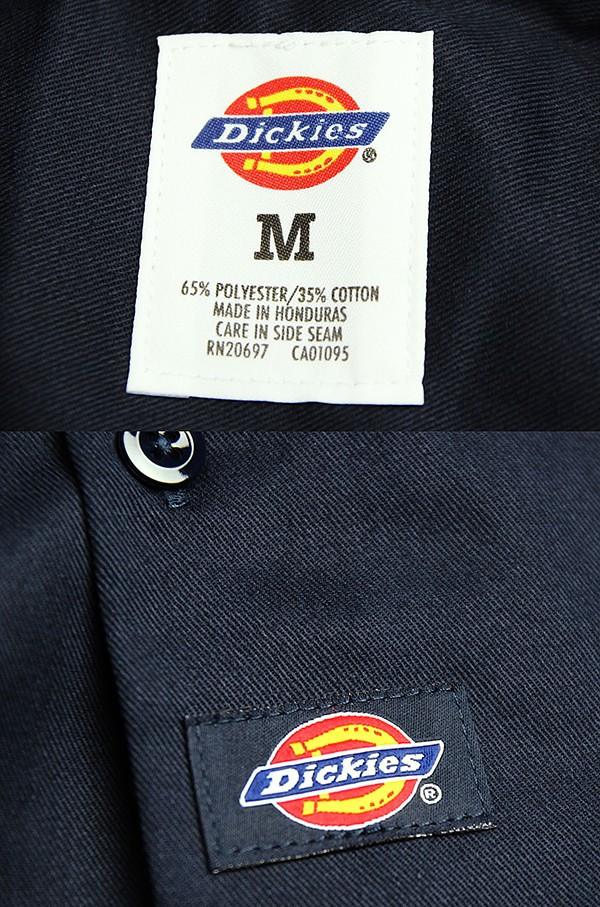 Dickies
®
M
65% POLYESTER/35% COTTON
MADE IN HONDURAS
CARE IN SIDE SEAM
RN20697 CA01095
Dickies
®